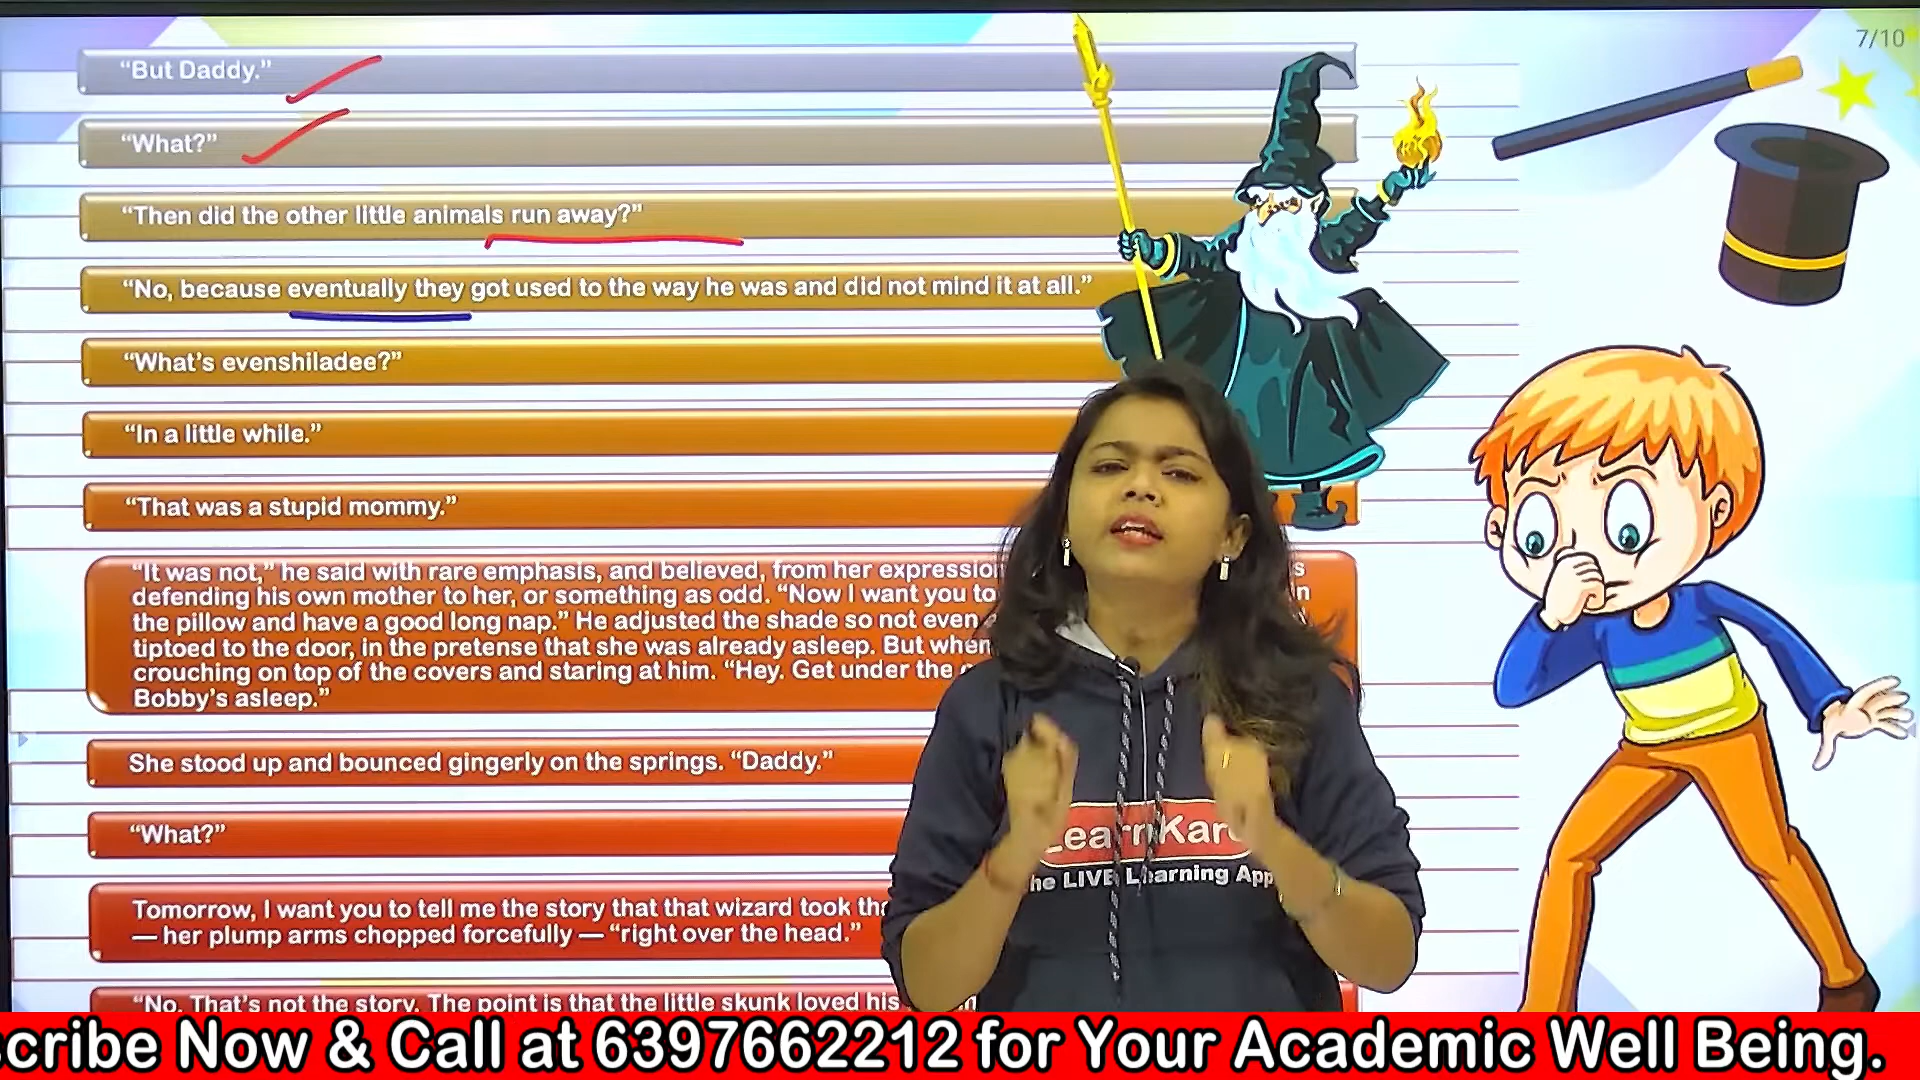 7/10
“But Daddy.”
“What?”
“Then did the other little animals run away?”
“No, because eventually they got used to the way he was and did not mind it at all.”
“What’s evenshiladee?”
“In a little while.”
“That was a stupid mommy.”
“It was not,” he said with rare emphasis, and believed, from her expression
s
defending his own mother to her, or something as odd. “Now I want you to
the pillow and have a good long nap.” He adjusted the shade so not even
tiptoed to the door, in the pretense that she was already asleep. But when
crouching on top of the covers and staring at him. “Hey. Get under the
Bobby’s asleep.”
She stood up and bounced gingerly on the springs. “Daddy.”
“What?”
Tomorrow, I want you to tell me the story that that wizard took
— her plump arms chopped forcefully — “right over the head.”
“No. That’s not the story. The point is that the little skunk loved his
LearnKaro
The LIVE Learning App
scribe Now & Call at 6397662212 for Your Academic Well Being.